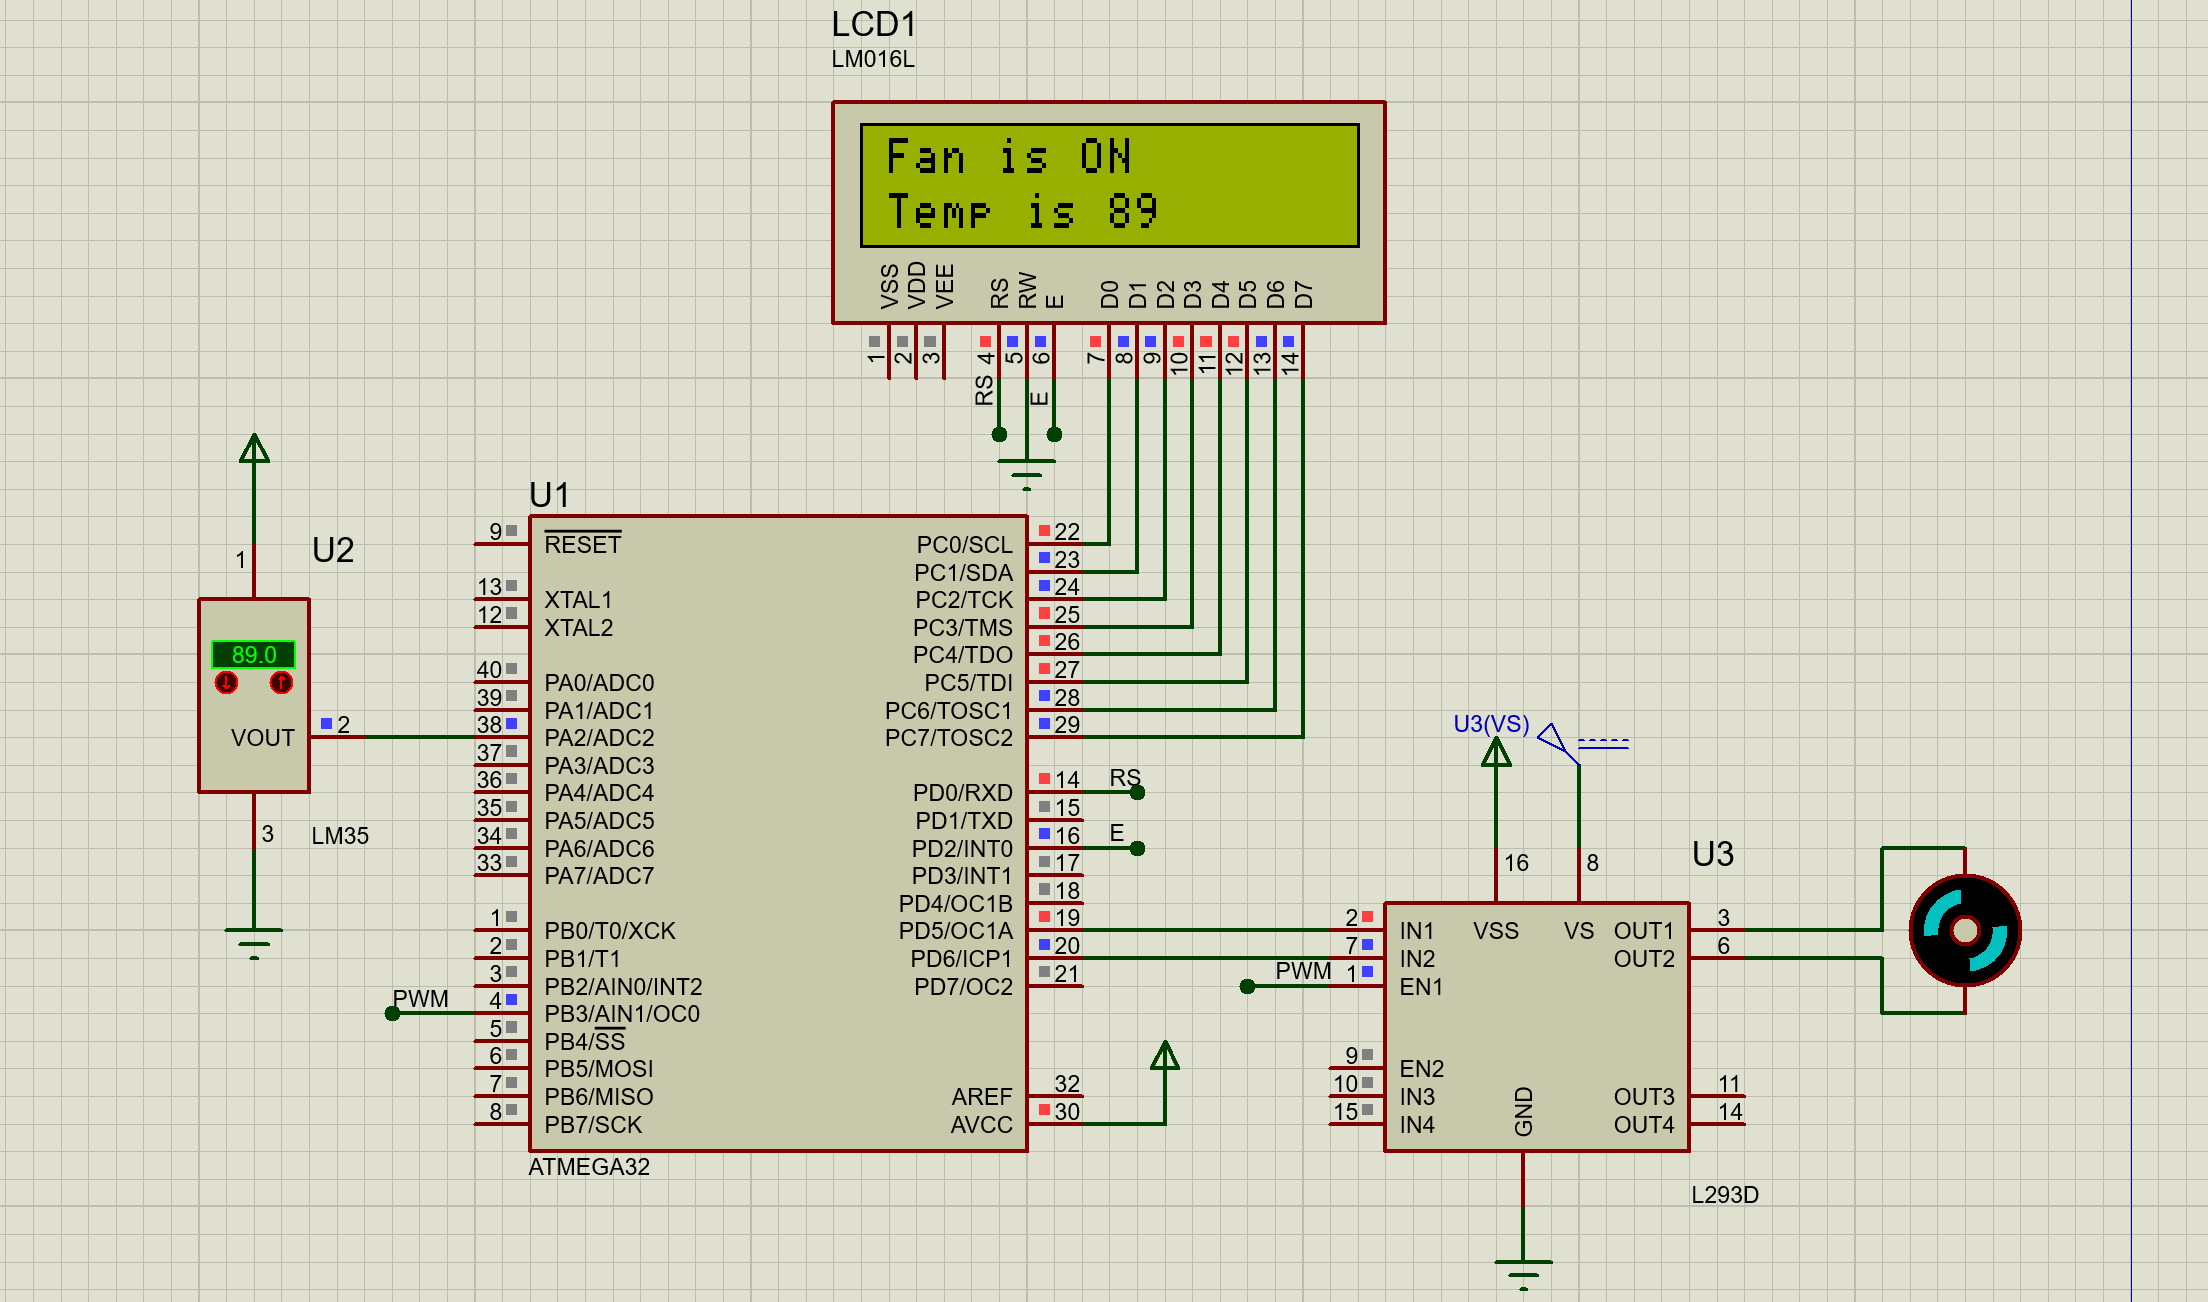 LCD1
LM016L
Fan is ON
Temp is 89
VSS VDD VEE RS RW E D0 D1 D2 D3 D4 D5 D6 D7
1 2 3 4 5 6 7 8 9 10 11 12 13 14
RS E
U2
1
89.0
VOUT
2
3
LM35
U1
9 RESET
13 XTAL1
12 XTAL2
40 PA0/ADC0
39 PA1/ADC1
38 PA2/ADC2
37 PA3/ADC3
36 PA4/ADC4
35 PA5/ADC5
34 PA6/ADC6
33 PA7/ADC7
1 PB0/T0/XCK
2 PB1/T1
3 PB2/AIN0/INT2
PWM 4 PB3/AIN1/OC0
5 PB4/SS
6 PB5/MOSI
7 PB6/MISO
8 PB7/SCK
PC0/SCL 22
PC1/SDA 23
PC2/TCK 24
PC3/TMS 25
PC4/TDO 26
PC5/TDI 27
PC6/TOSC1 28
PC7/TOSC2 29
PD0/RXD 14 RS
PD1/TXD 15
PD2/INT0 16 E
PD3/INT1 17
PD4/OC1B 18
PD5/OC1A 19
PD6/ICP1 20
PD7/OC2 21
AREF 32
AVCC 30
ATMEGA32
U3(VS)
16 8
U3
2 IN1 VSS VS OUT1 3
7 IN2 OUT2 6
PWM 1 EN1
9 EN2
10 IN3 OUT3 11
15 IN4 OUT4 14
GND
L293D